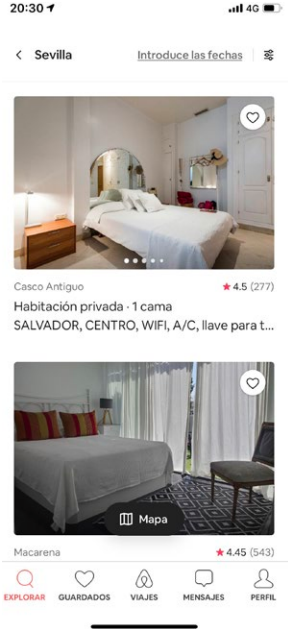 20:30
4G
Sevilla
Introduce las fechas
Casco Antiguo
4.5 (277)
Habitación privada · 1 cama
SALVADOR, CENTRO, WIFI, A/C, llave para t...
Mapa
Macarena
4.45 (543)
EXPLORAR
GUARDADOS
VIAJES
MENSAJES
PERFIL